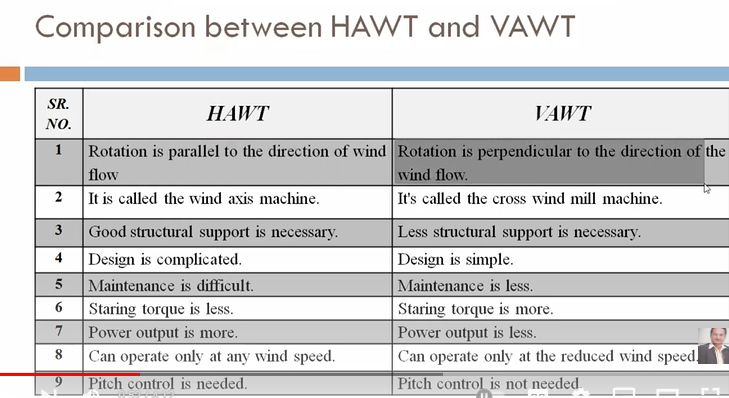 Comparison between HAWT and VAWT
SR.
NO.
HAWT
VAWT
1
Rotation is parallel to the direction of wind
flow
Rotation is perpendicular to the direction of the
wind flow.
2
It is called the wind axis machine.
It's called the cross wind mill machine.
3
Good structural support is necessary.
Less structural support is necessary.
4
Design is complicated.
Design is simple.
5
Maintenance is difficult.
Maintenance is less.
6
Staring torque is less.
Staring torque is more.
7
Power output is more.
Power output is less.
8
Can operate only at any wind speed.
Can operate only at the reduced wind speed.
9
Pitch control is needed.
Pitch control is not needed.